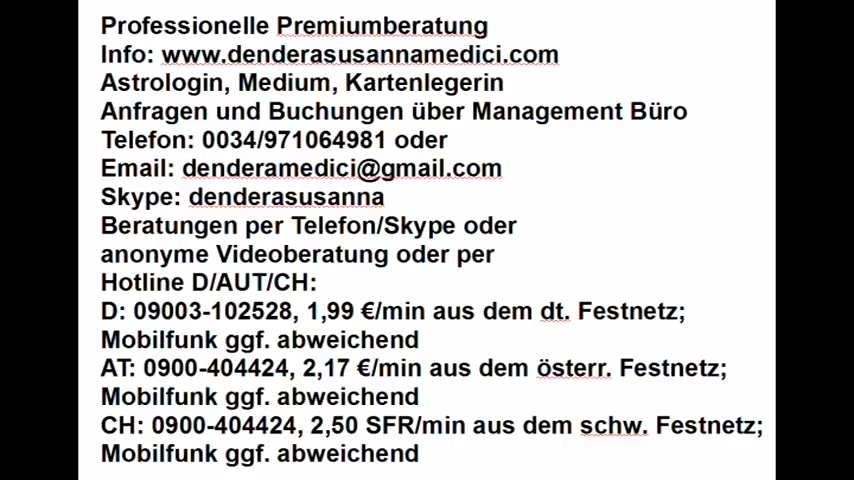 Professionelle Premiumberatung
Info: www.denderasusannamedici.com
Astrologin, Medium, Kartenlegerin
Anfragen und Buchungen über Management Büro
Telefon: 0034/971064981 oder
Email: denderamedici@gmail.com
Skype: denderasusanna
Beratungen per Telefon/Skype oder
anonyme Videoberatung oder per
Hotline D/AUT/CH:
D: 09003-102528, 1,99 €/min aus dem dt. Festnetz;
Mobilfunk ggf. abweichend
AT: 0900-404424, 2,17 €/min aus dem österr. Festnetz;
Mobilfunk ggf. abweichend
CH: 0900-404424, 2,50 SFR/min aus dem schw. Festnetz;
Mobilfunk ggf. abweichend